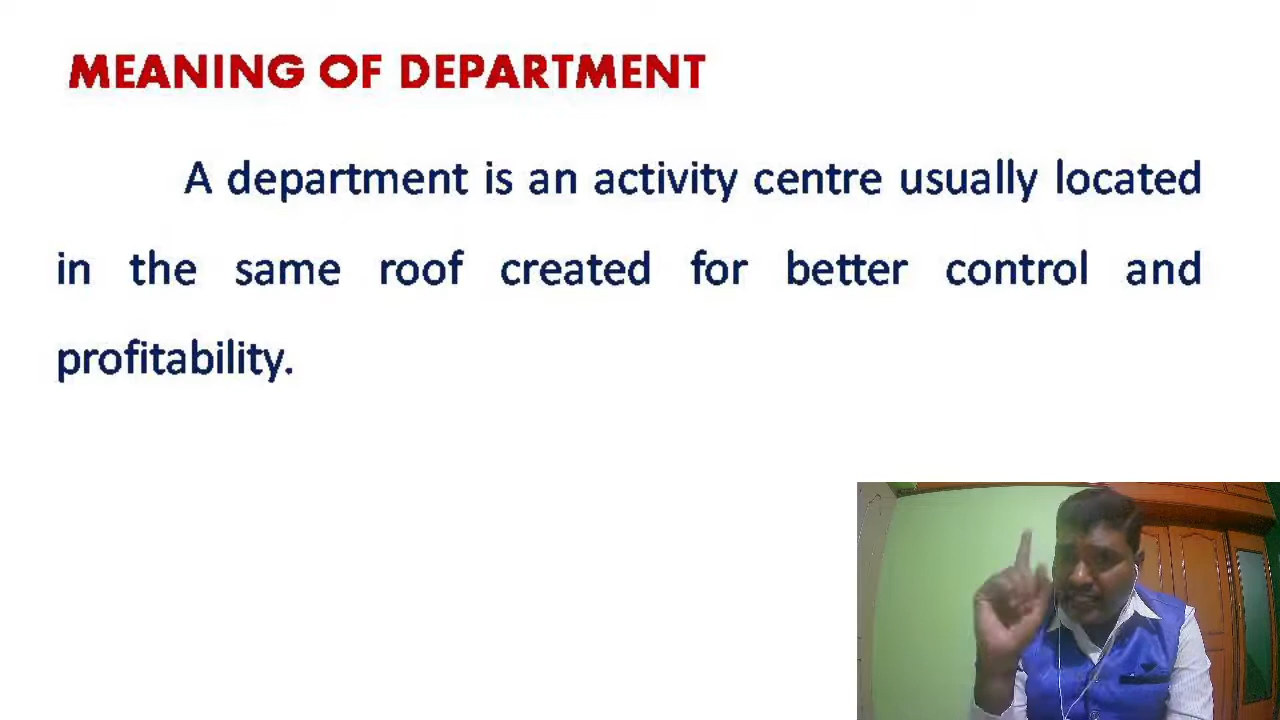 MEANING OF DEPARTMENT
A department is an activity centre usually located
in the same roof created for better control and
profitability.